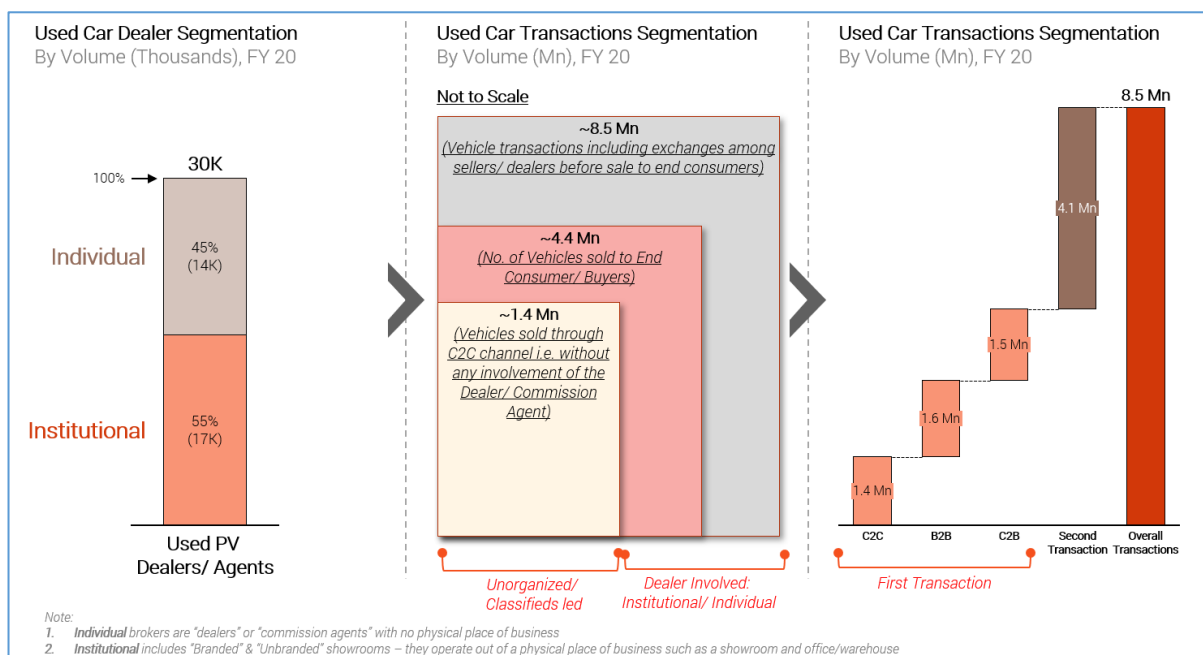 Used Car Dealer Segmentation
By Volume (Thousands), FY 20
30K
100%
Individual
45%
(14K)
Institutional
55%
(17K)
Used PV
Dealers/ Agents
Used Car Transactions Segmentation
By Volume (Mn), FY 20
Not to Scale
~8.5 Mn
(Vehicle transactions including exchanges among
sellers/ dealers before sale to end consumers)
~4.4 Mn
(No. of Vehicles sold to End
Consumer/ Buyers)
~1.4 Mn
(Vehicles sold through
C2C channel i.e. without
any involvement of the
Dealer/ Commission
Agent)
Unorganized/
Classifieds led
Dealer Involved:
Institutional/ Individual
Used Car Transactions Segmentation
By Volume (Mn), FY 20
8.5 Mn
4.1 Mn
1.5 Mn
1.6 Mn
1.4 Mn
C2C
B2B
C2B
Second
Transaction
Overall
Transactions
First Transaction
Note:
1. Individual brokers are “dealers” or “commission agents” with no physical place of business
2. Institutional includes “Branded” & “Unbranded” showrooms – they operate out of a physical place of business such as a showroom and office/warehouse